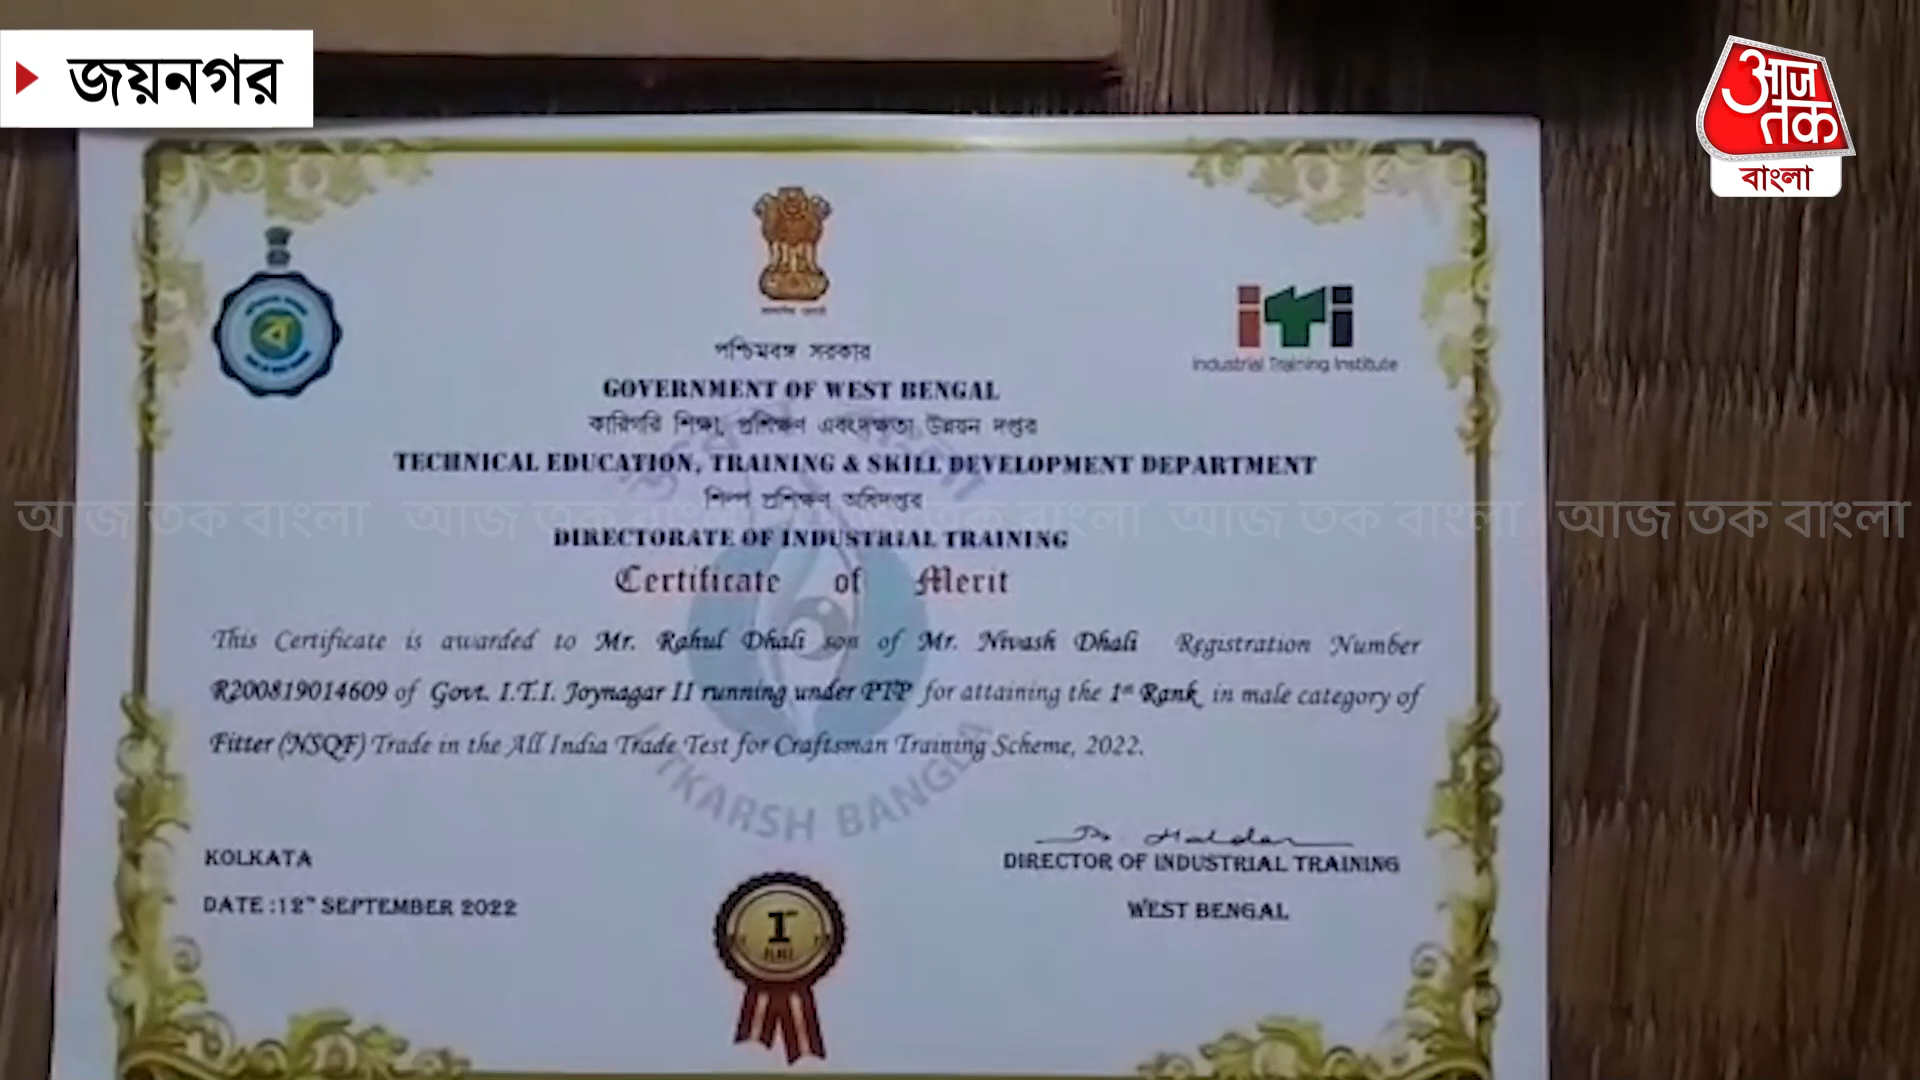 জয়নগর
आज
तक
বাংলা
পশ্চিমবঙ্গ সরকার
GOVERNMENT OF WEST BENGAL
কারিগরি শিক্ষা, প্রশিক্ষণ এবংদক্ষতা উন্নয়ন দপ্তর
TECHNICAL EDUCATION, TRAINING & SKILL DEVELOPMENT DEPARTMENT
শিল্প প্রশিক্ষণ অধিদপ্তর
DIRECTORATE OF INDUSTRIAL TRAINING
iTi
Industrial Training Institute
ব
আজ তক বাংলা আজ তক বাংলা আজ তক বাংলা আজ তক বাংলা আজ তক বাংলা
Certificate of Merit
This Certificate is awarded to Mr. Rahul Dhali son of Mr. Nivash Dhali Registration Number
R200819014609 of Govt. I.T.I. Joynagar II running under PTP for attaining the 1st Rank in male category of
Fitter (NSQF) Trade in the All India Trade Test for Craftsman Training Scheme, 2022.
UTKARSH BANGLA
KOLKATA
DATE :12TH SEPTEMBER 2022
DIRECTOR OF INDUSTRIAL TRAINING
WEST BENGAL
1